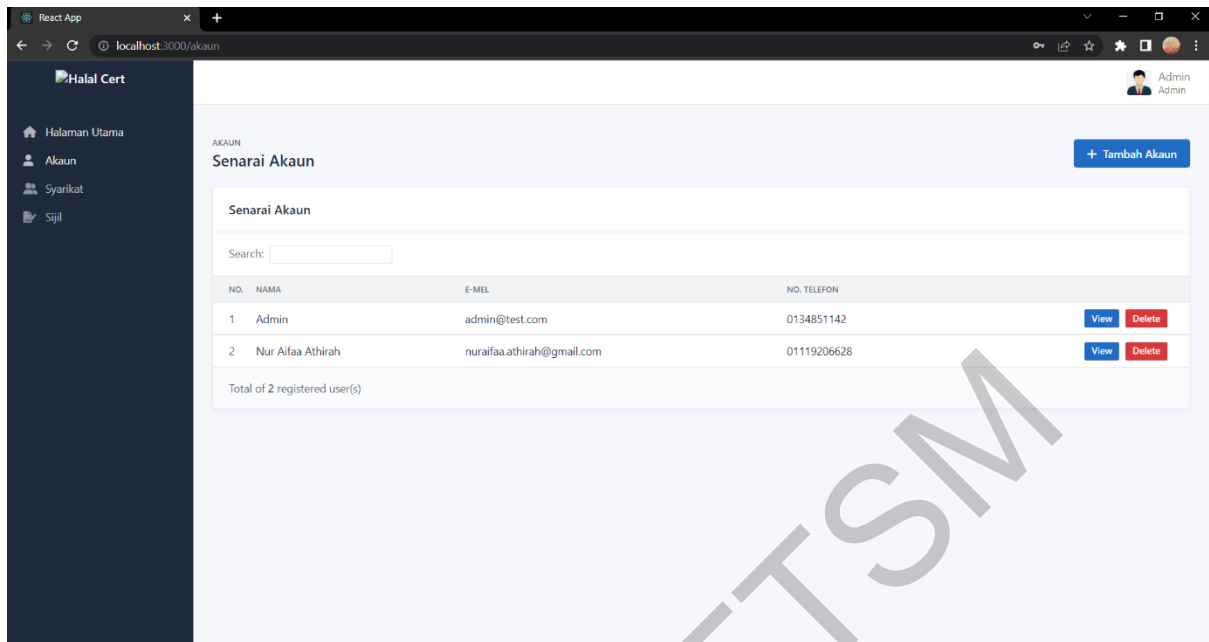 React App
localhost:3000/akaun
Halal Cert
Admin
Admin
Halaman Utama
Akaun
Syarikat
Sijil
AKAUN
Senarai Akaun
+ Tambah Akaun
Senarai Akaun
Search:
NO. NAMA E-MEL NO. TELEFON
1 Admin admin@test.com 0134851142 View Delete
2 Nur Aifaa Athirah nuraifaa.athirah@gmail.com 01119206628 View Delete
Total of 2 registered user(s)
TSM